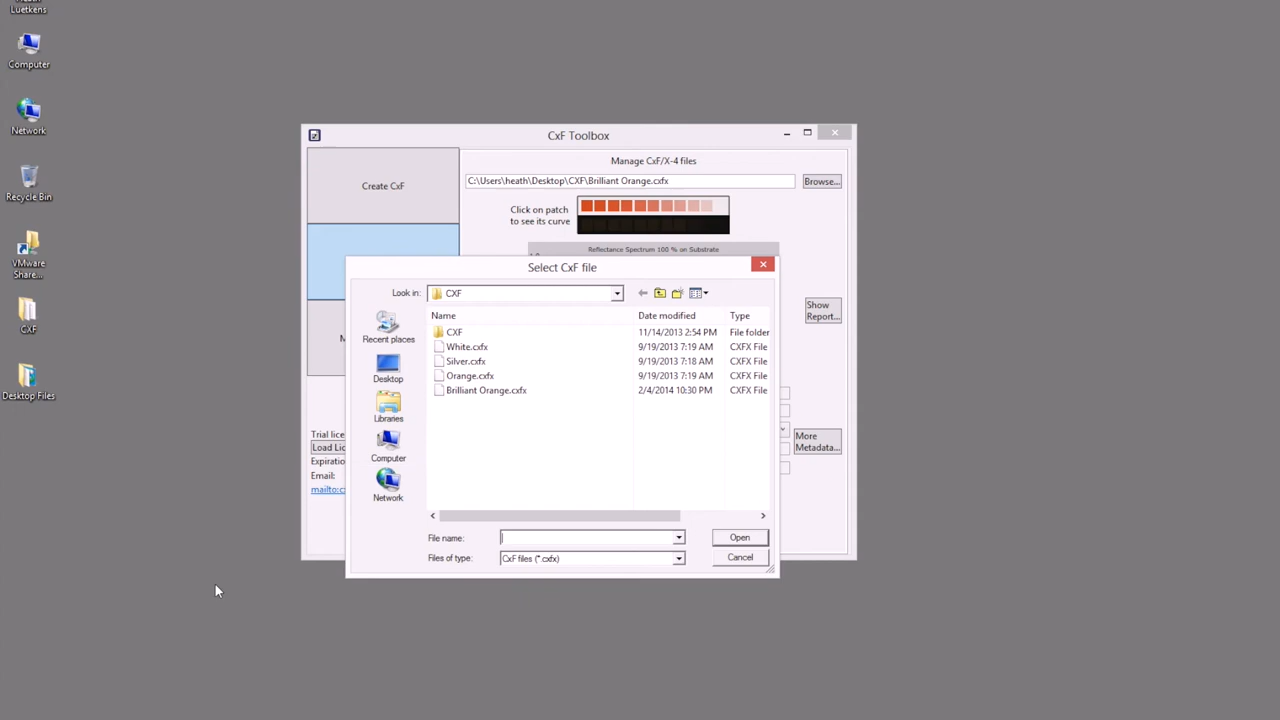 Luetkens
Computer
Network
Recycle Bin
VMware
Share...
CXF
Desktop Files
CxF Toolbox
Create CxF
Manage CxF/X-4 files
C:\Users\heath\Desktop\CXF\Brilliant Orange.cxfx
Browse...
Click on patch
to see its curve
Reflectance Spectrum 100 % on Substrate
Show
Report...
More
Metadata...
M
Trial lice
Load Lic
Expiratio
Email:
mailto:c
Select CxF file
Look in:
CXF
Name
Date modified
Type
CXF
11/14/2013 2:54 PM
File folder
White.cxfx
9/19/2013 7:19 AM
CXFX File
Silver.cxfx
9/19/2013 7:18 AM
CXFX File
Orange.cxfx
9/19/2013 7:19 AM
CXFX File
Brilliant Orange.cxfx
2/4/2014 10:30 PM
CXFX File
Recent places
Desktop
Libraries
Computer
Network
File name:
Open
Files of type:
CxF files (*.cxfx)
Cancel